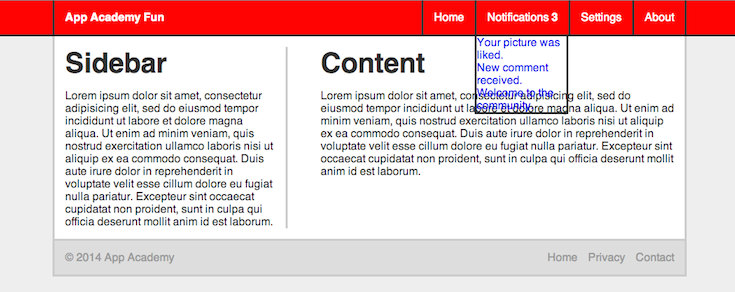 App Academy Fun
Home
Notifications 3
Settings
About
Your picture was
liked.
New comment
received.
Welcome to the
community
Sidebar
Lorem ipsum dolor sit amet, consectetur
adipisicing elit, sed do eiusmod tempor
incididunt ut labore et dolore magna
aliqua. Ut enim ad minim veniam, quis
nostrud exercitation ullamco laboris nisi ut
aliquip ex ea commodo consequat. Duis
aute irure dolor in reprehenderit in
voluptate velit esse cillum dolore eu fugiat
nulla pariatur. Excepteur sint occaecat
cupidatat non proident, sunt in culpa qui
officia deserunt mollit anim id est laborum.
Content
Lorem ipsum dolor sit amet, consectetur adipisicing elit, sed do
eiusmod tempor incididunt ut labore et dolore magna aliqua. Ut enim ad
minim veniam, quis nostrud exercitation ullamco laboris nisi ut aliquip
ex ea commodo consequat. Duis aute irure dolor in reprehenderit in
voluptate velit esse cillum dolore eu fugiat nulla pariatur. Excepteur sint
occaecat cupidatat non proident, sunt in culpa qui officia deserunt mollit
anim id est laborum.
© 2014 App Academy
Home Privacy Contact